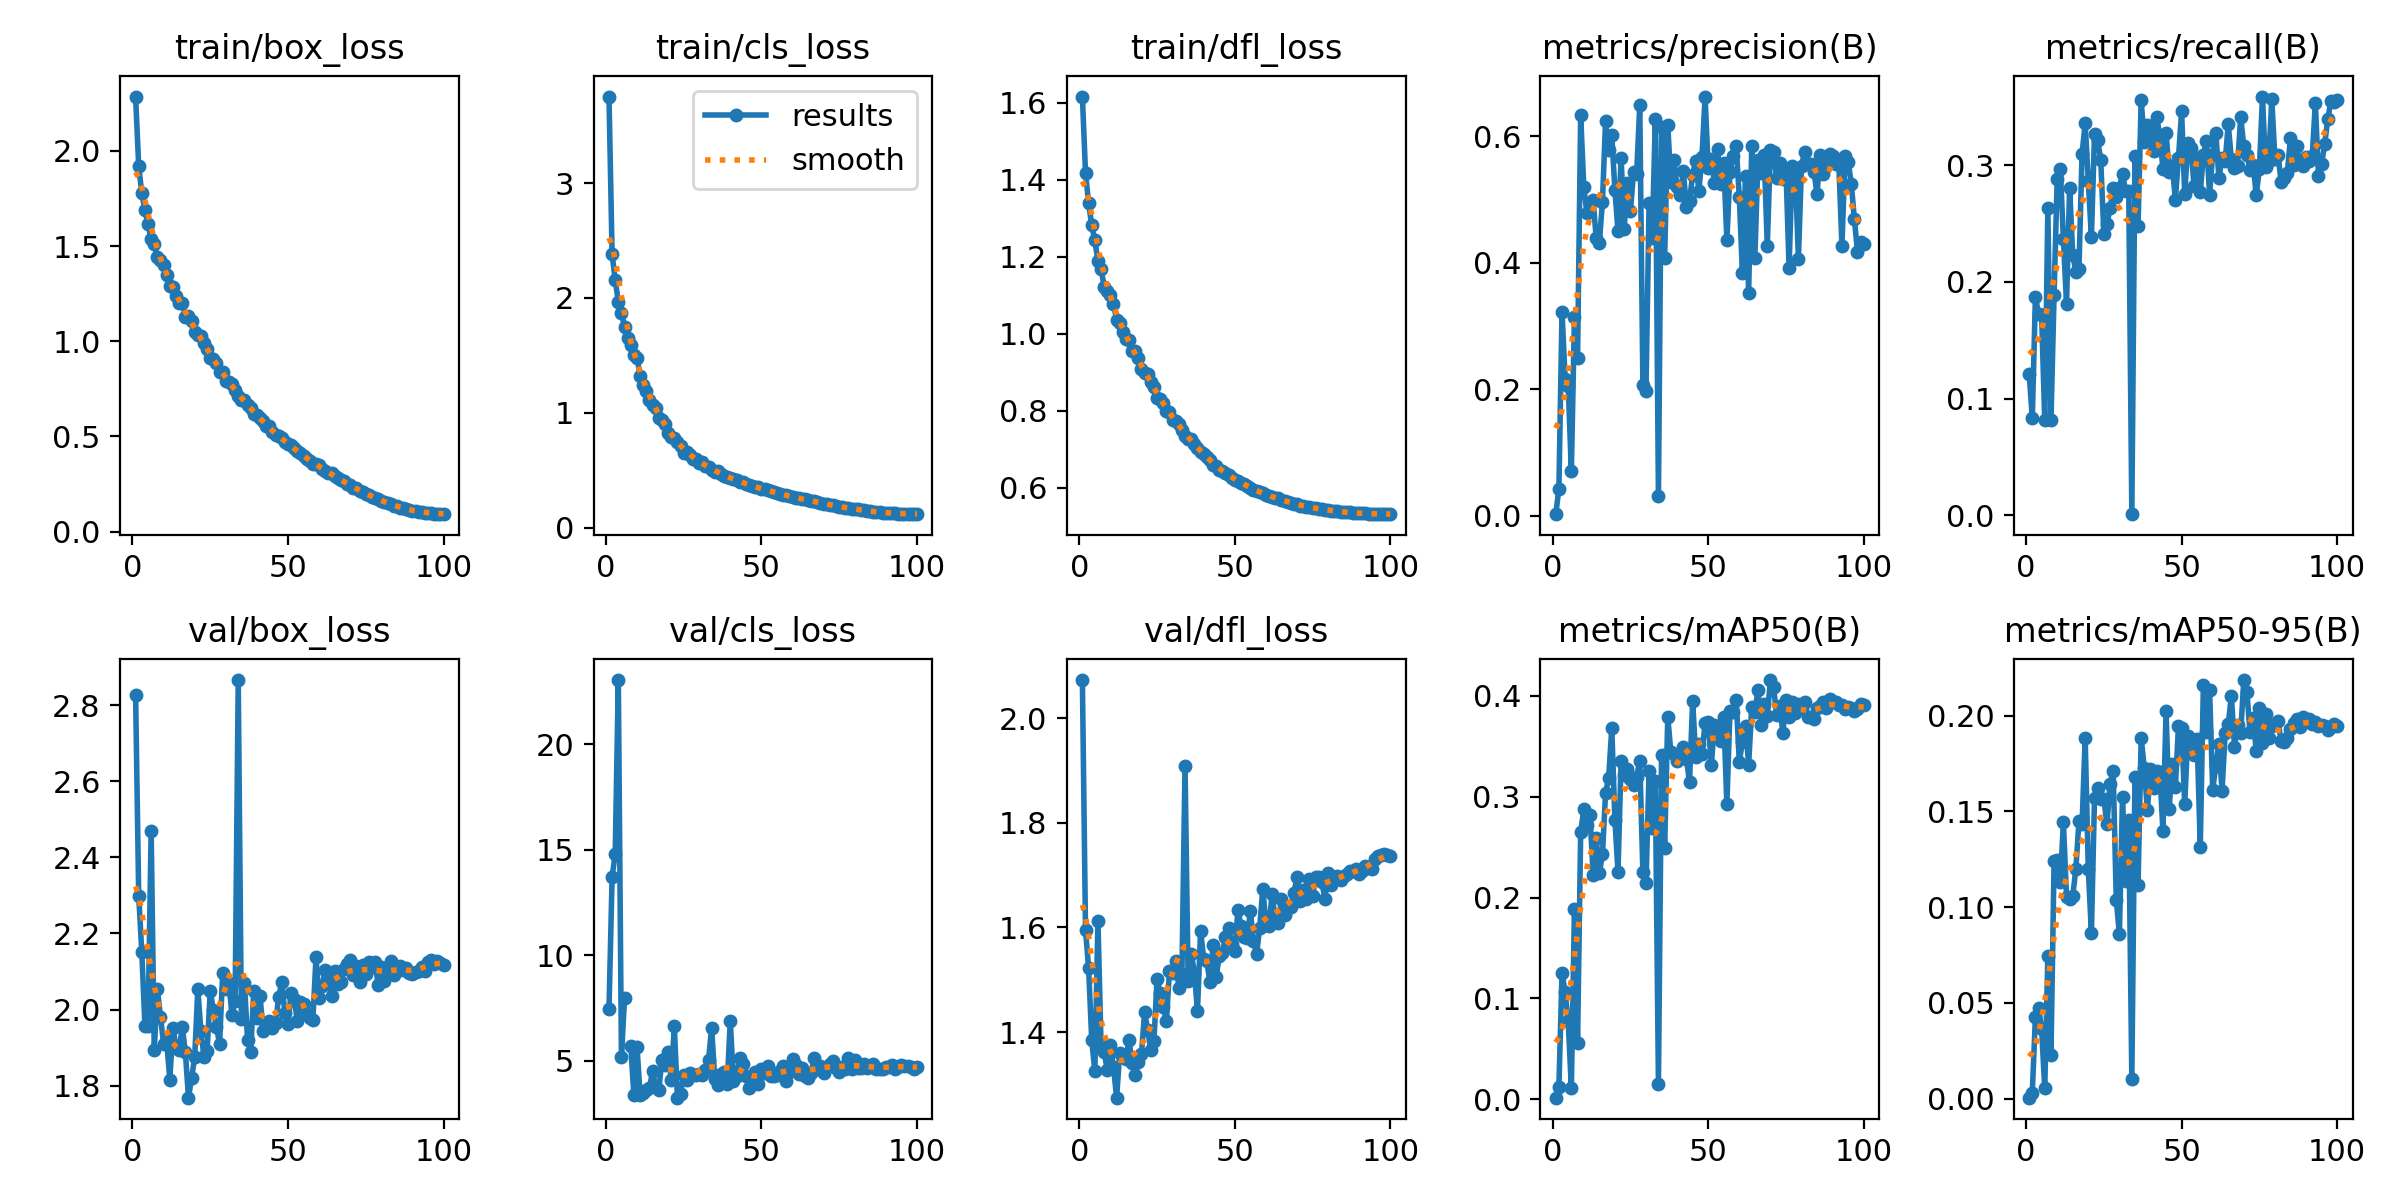 train/box_loss
2.0
1.5
1.0
0.5
0.0
0 50 100
train/cls_loss
results
smooth
3
2
1
0
0 50 100
train/dfl_loss
1.6
1.4
1.2
1.0
0.8
0.6
0 50 100
metrics/precision(B)
0.6
0.4
0.2
0.0
0 50 100
metrics/recall(B)
0.3
0.2
0.1
0.0
0 50 100
val/box_loss
2.8
2.6
2.4
2.2
2.0
1.8
0 50 100
val/cls_loss
20
15
10
5
0 50 100
val/dfl_loss
2.0
1.8
1.6
1.4
0 50 100
metrics/mAP50(B)
0.4
0.3
0.2
0.1
0.0
0 50 100
metrics/mAP50-95(B)
0.20
0.15
0.10
0.05
0.00
0 50 100